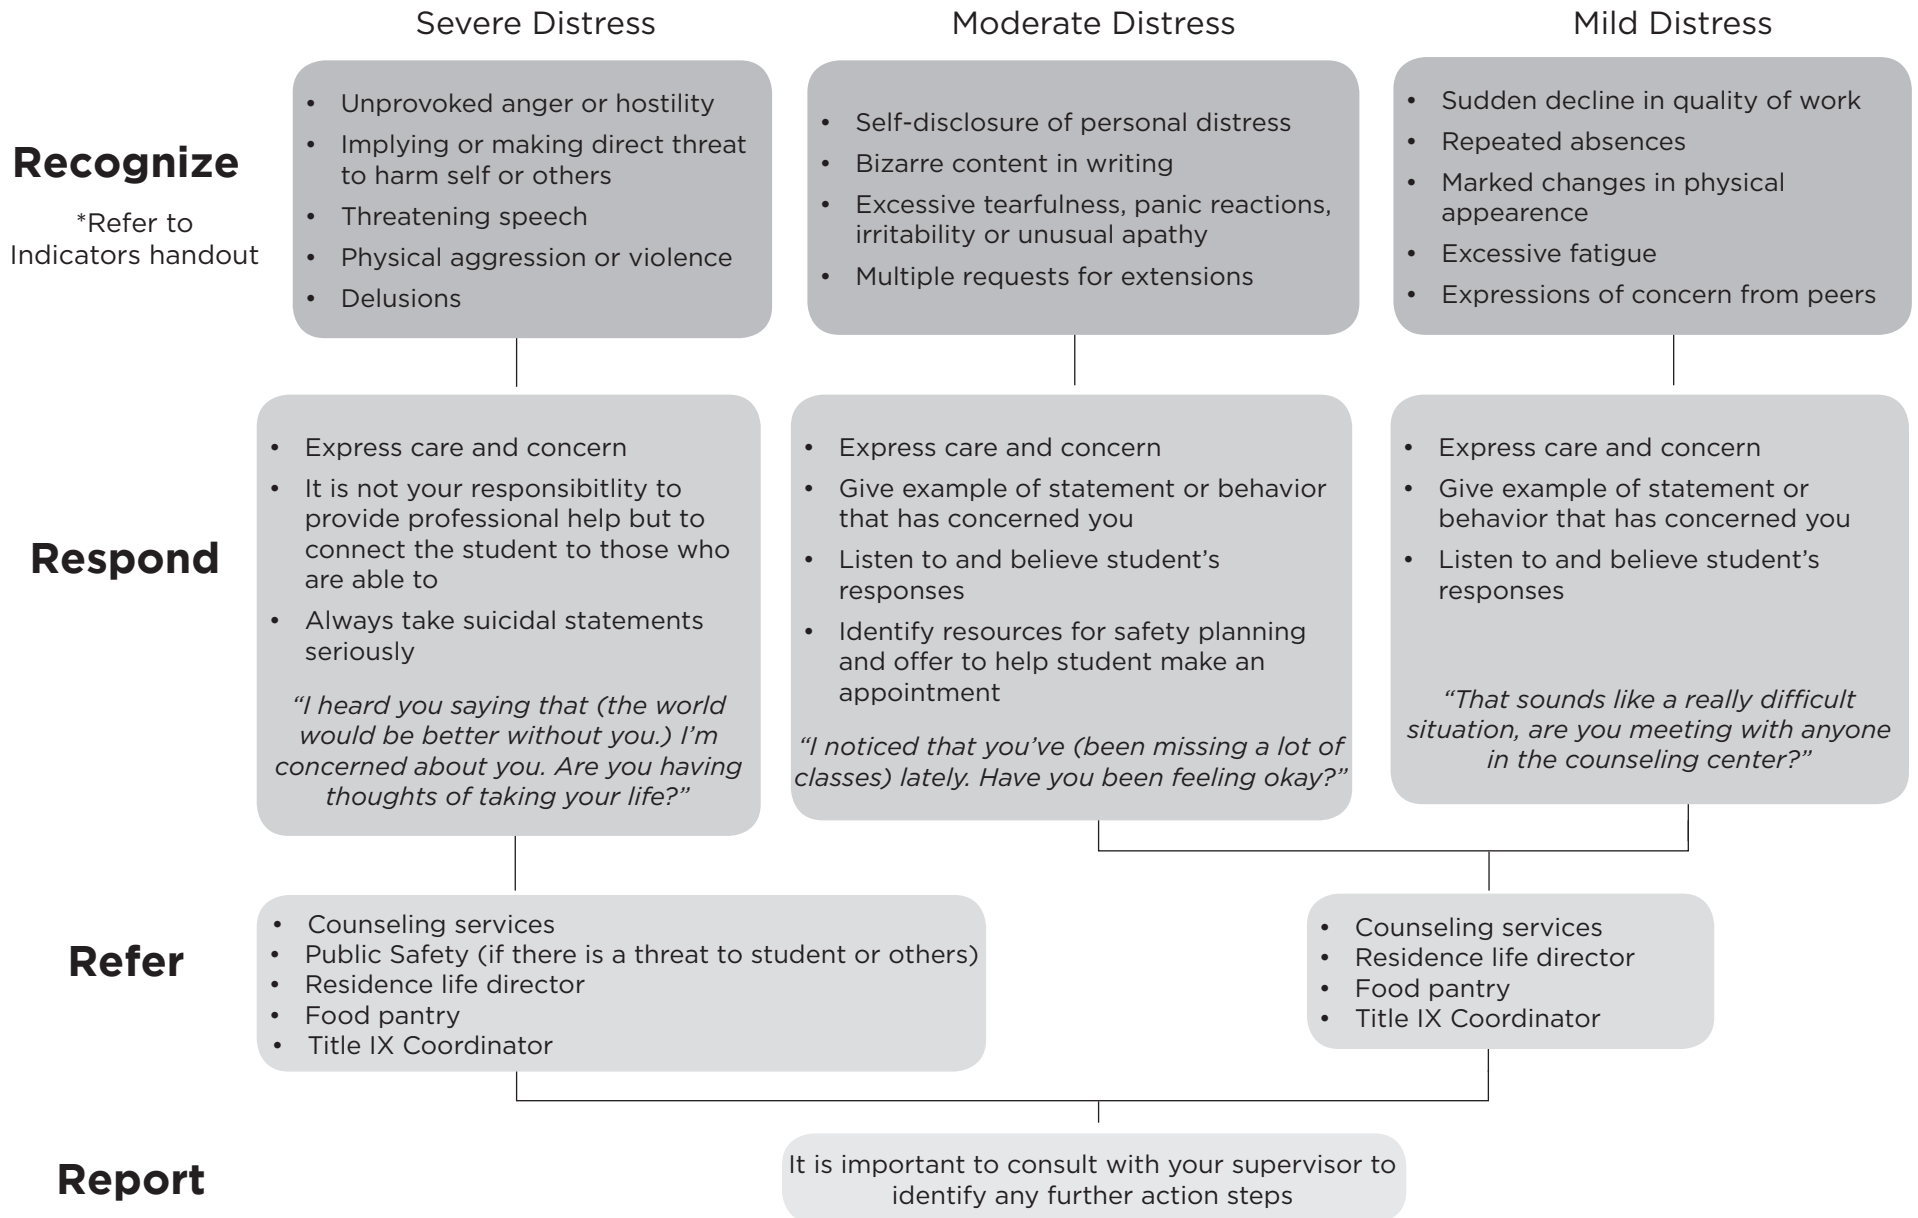 Severe Distress
Moderate Distress
Mild Distress
Recognize
*Refer to
Indicators handout
• Unprovoked anger or hostility
• Implying or making direct threat
to harm self or others
• Threatening speech
• Physical aggression or violence
• Delusions
• Self-disclosure of personal distress
• Bizarre content in writing
• Excessive tearfulness, panic reactions,
irritability or unusual apathy
• Multiple requests for extensions
• Sudden decline in quality of work
• Repeated absences
• Marked changes in physical
appearence
• Excessive fatigue
• Expressions of concern from peers
Respond
• Express care and concern
• It is not your responsibitlity to
provide professional help but to
connect the student to those who
are able to
• Always take suicidal statements
seriously
“I heard you saying that (the world
would be better without you.) I’m
concerned about you. Are you having
thoughts of taking your life?”
• Express care and concern
• Give example of statement or behavior
that has concerned you
• Listen to and believe student’s
responses
• Identify resources for safety planning
and offer to help student make an
appointment
“I noticed that you’ve (been missing a lot of
classes) lately. Have you been feeling okay?”
• Express care and concern
• Give example of statement or
behavior that has concerned you
• Listen to and believe student’s
responses
“That sounds like a really difficult
situation, are you meeting with anyone
in the counseling center?”
Refer
• Counseling services
• Public Safety (if there is a threat to student or others)
• Residence life director
• Food pantry
• Title IX Coordinator
• Counseling services
• Residence life director
• Food pantry
• Title IX Coordinator
Report
It is important to consult with your supervisor to
identify any further action steps